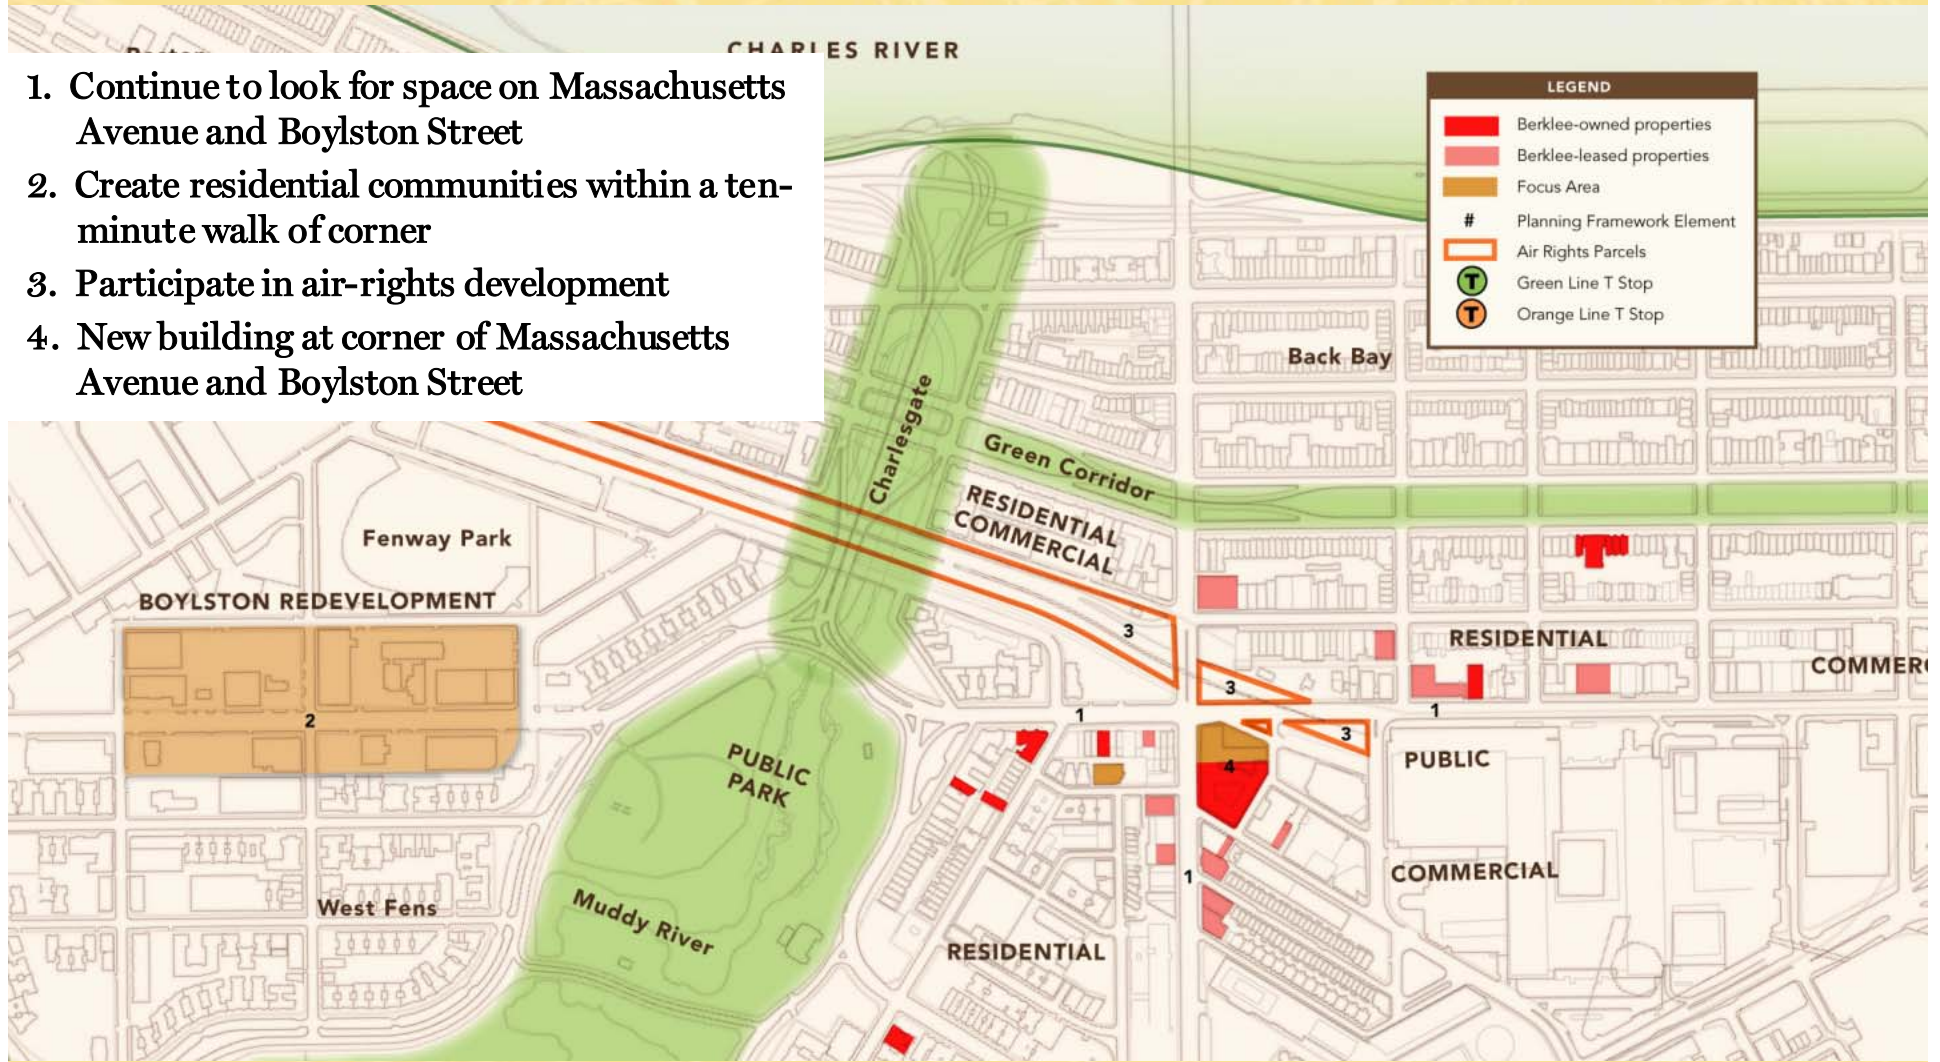 CHARLES RIVER
1. Continue to look for space on Massachusetts
Avenue and Boylston Street
2. Create residential communities within a ten-
minute walk of corner
3. Participate in air-rights development
4. New building at corner of Massachusetts
Avenue and Boylston Street
LEGEND
Berklee-owned properties
Berklee-leased properties
Focus Area
# Planning Framework Element
Air Rights Parcels
T Green Line T Stop
T Orange Line T Stop
Back Bay
Charlesgate
Green Corridor
RESIDENTIAL
COMMERCIAL
Fenway Park
BOYLSTON REDEVELOPMENT
3
RESIDENTIAL
COMMER
3
1
1
2
3
PUBLIC
PUBLIC
PARK
4
COMMERCIAL
1
West Fens
Muddy River
RESIDENTIAL